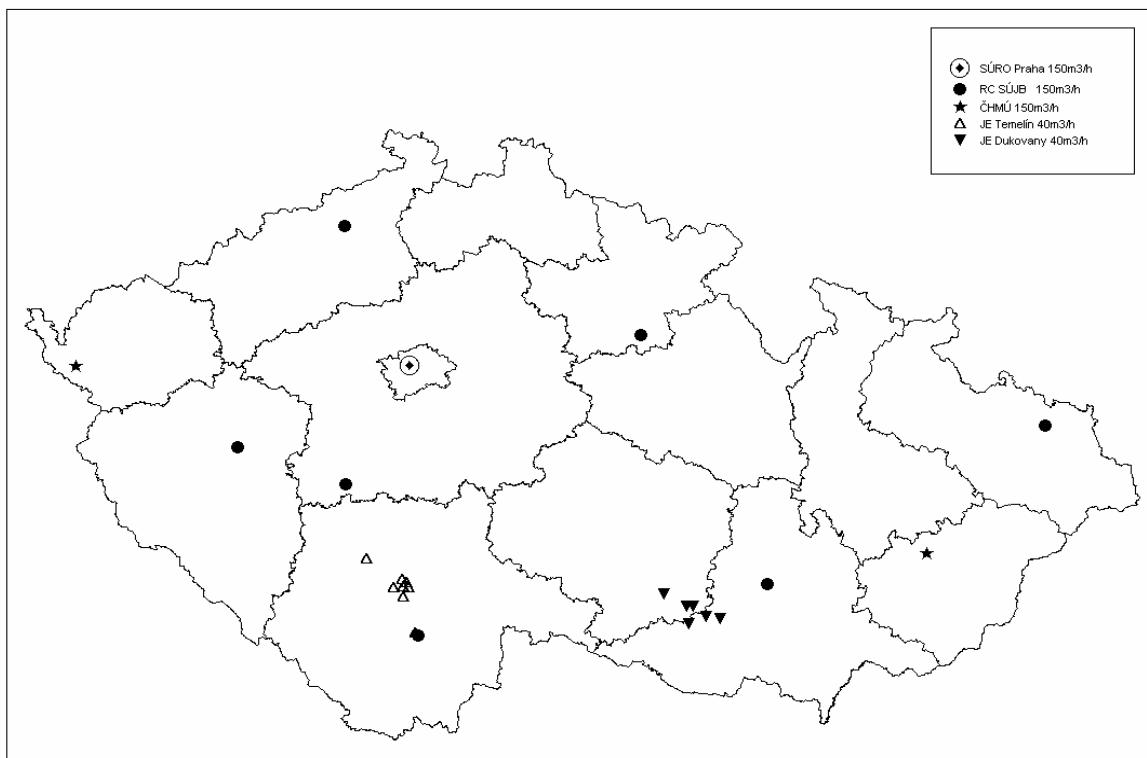 SÚRO Praha 150m3/h
RC SÚJB 150m3/h
ČHMÚ 150m3/h
JE Temelín 40m3/h
JE Dukovany 40m3/h